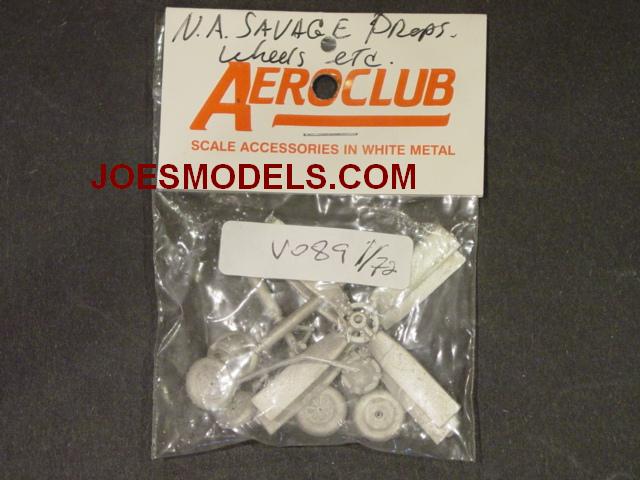 N.A. SAVAGE Props.
wheels etc.
AEROCLUB
SCALE ACCESSORIES IN WHITE METAL
JOESMODELS.COM
V089 1/72